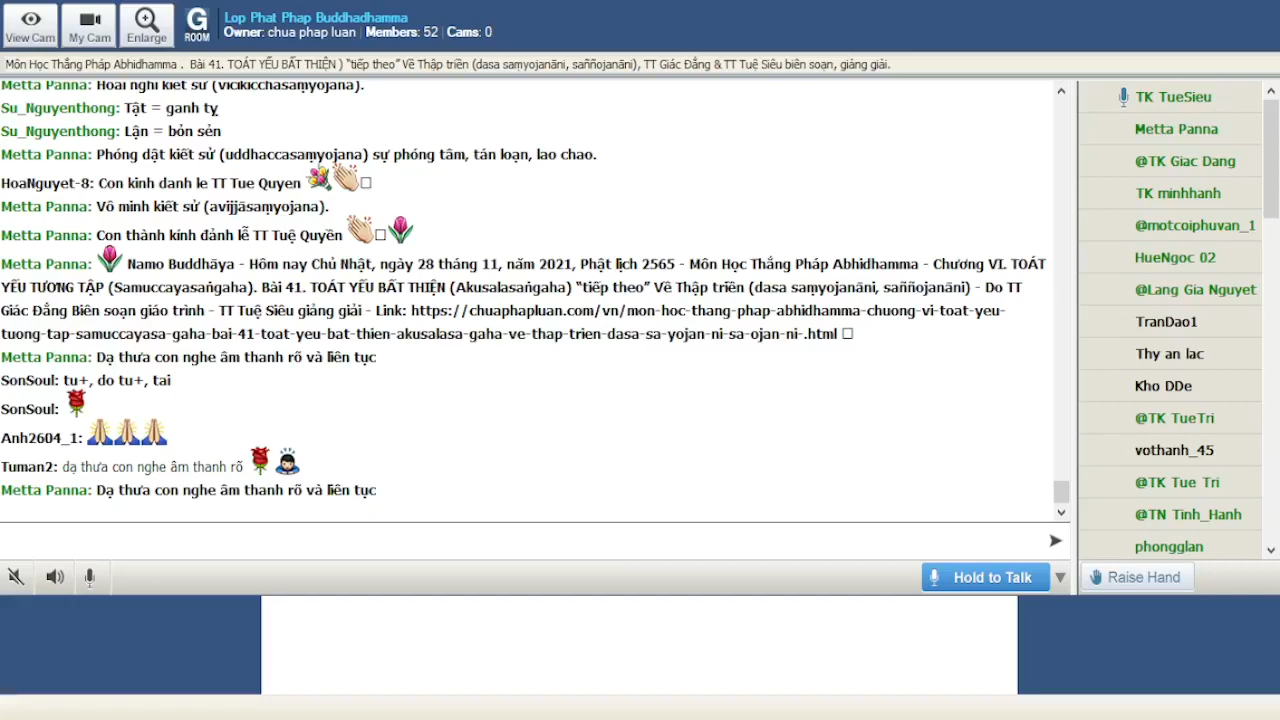 View Cam
My Cam
Enlarge
G ROOM
Lop Phat Phap Buddhadhamma
Owner: chua phap luan | Members: 52 | Cams: 0
Môn Học Thắng Pháp Abhidhamma . Bài 41. TOÁT YẾU BẤT THIỆN ) “tiếp theo” Về Thập triền (dasa saṃyojanāni, saññojanāni), TT Giác Đẳng & TT Tuệ Siêu biên soạn, giảng giải.
Metta Panna: Hoài nghi kiết sử (vicikicchāsaṃyojana).
Su_Nguyenthong: Tật = ganh tỵ
Su_Nguyenthong: Lận = bỏn sẻn
Metta Panna: Phóng dật kiết sử (uddhaccasaṃyojana) sự phóng tâm, tán loạn, lao chao.
HoaNguyet-8: Con kinh danh le TT Tue Quyen
Metta Panna: Vô minh kiết sử (avijjāsaṃyojana).
Metta Panna: Con thành kính đảnh lễ TT Tuệ Quyền
Metta Panna: Namo Buddhāya - Hôm nay Chủ Nhật, ngày 28 tháng 11, năm 2021, Phật lịch 2565 - Môn Học Thắng Pháp Abhidhamma - Chương VI. TOÁT
YẾU TƯƠNG TẬP (Samuccayasaṅgaha). Bài 41. TOÁT YẾU BẤT THIỆN (Akusalasaṅgaha) “tiếp theo” Về Thập triền (dasa saṃyojanāni, saññojanāni) - Do TT
Giác Đẳng Biên soạn giáo trình - TT Tuệ Siêu giảng giải - Link: https://chuaphapluan.com/vn/mon-hoc-thang-phap-abhidhamma-chuong-vi-toat-yeu-
tuong-tap-samuccayasa-gaha-bai-41-toat-yeu-bat-thien-akusalasa-gaha-ve-thap-trien-dasa-sa-yojan-ni-sa-ojan-ni-.html
Metta Panna: Dạ thưa con nghe âm thanh rõ và liên tục
SonSoul: tu+, do tu+, tai
SonSoul:
Anh2604_1:
Tuman2: dạ thưa con nghe âm thanh rõ
Metta Panna: Dạ thưa con nghe âm thanh rõ và liên tục
Hold to Talk
TK TueSieu
Metta Panna
@TK Giac Dang
TK minhhanh
@motcoiphuvan_1
HueNgoc 02
@Lang Gia Nguyet
TranDao1
Thy an lac
Kho DDe
@TK TueTri
vothanh_45
@TK Tue Tri
@TN Tinh_Hanh
phongglan
Raise Hand